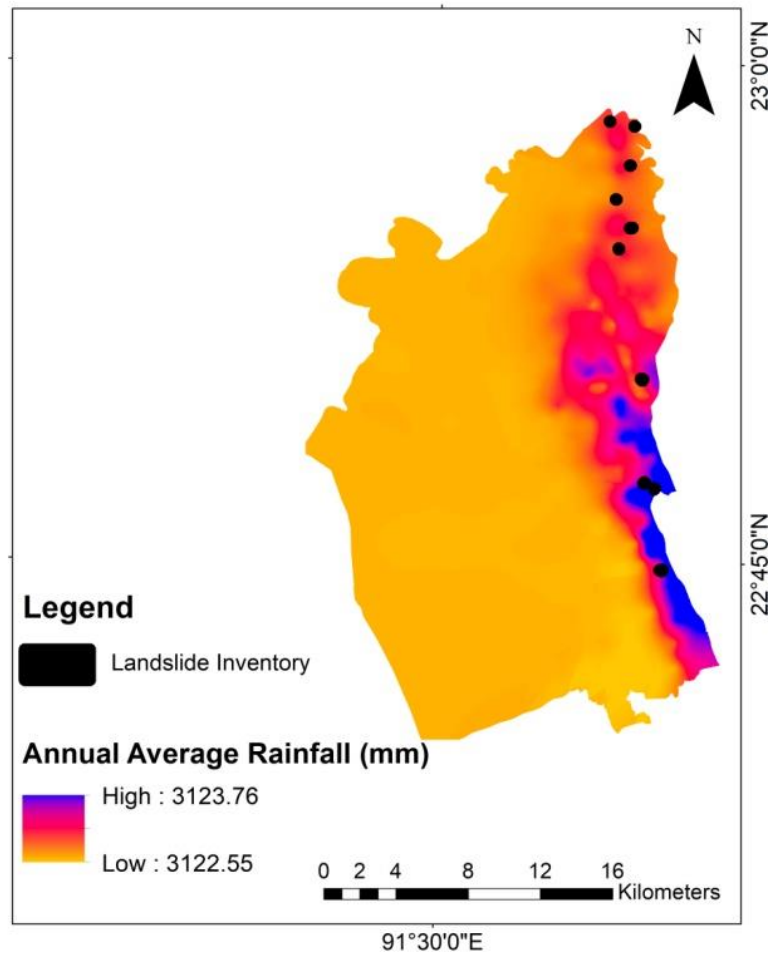 N
23°0'0"N
22°45'0"N
Legend
Landslide Inventory
Annual Average Rainfall (mm)
High : 3123.76
Low : 3122.55
0 2 4 8 12 16
Kilometers
91°30'0"E